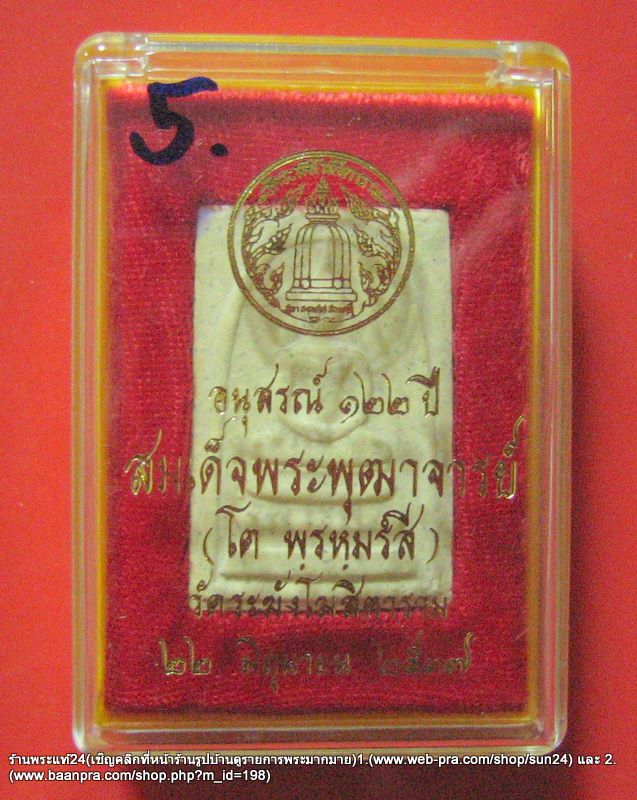 5.
อนุสรณ์ ๑๒๒ ปี
สมเด็จพระพุฒาจารย์
(โต พฺรหฺมรํสี)
วัดระฆังโฆสิตาราม
๒๒ มิถุนายน ๒๕๓๗
ร้านพระแท้24(เชิญคลิกที่หน้าร้านรูปบ้านดูรายการพระมากมาย)1.(www.web-pra.com/shop/sun24) และ 2.
(www.baanpra.com/shop.php?m_id=198)